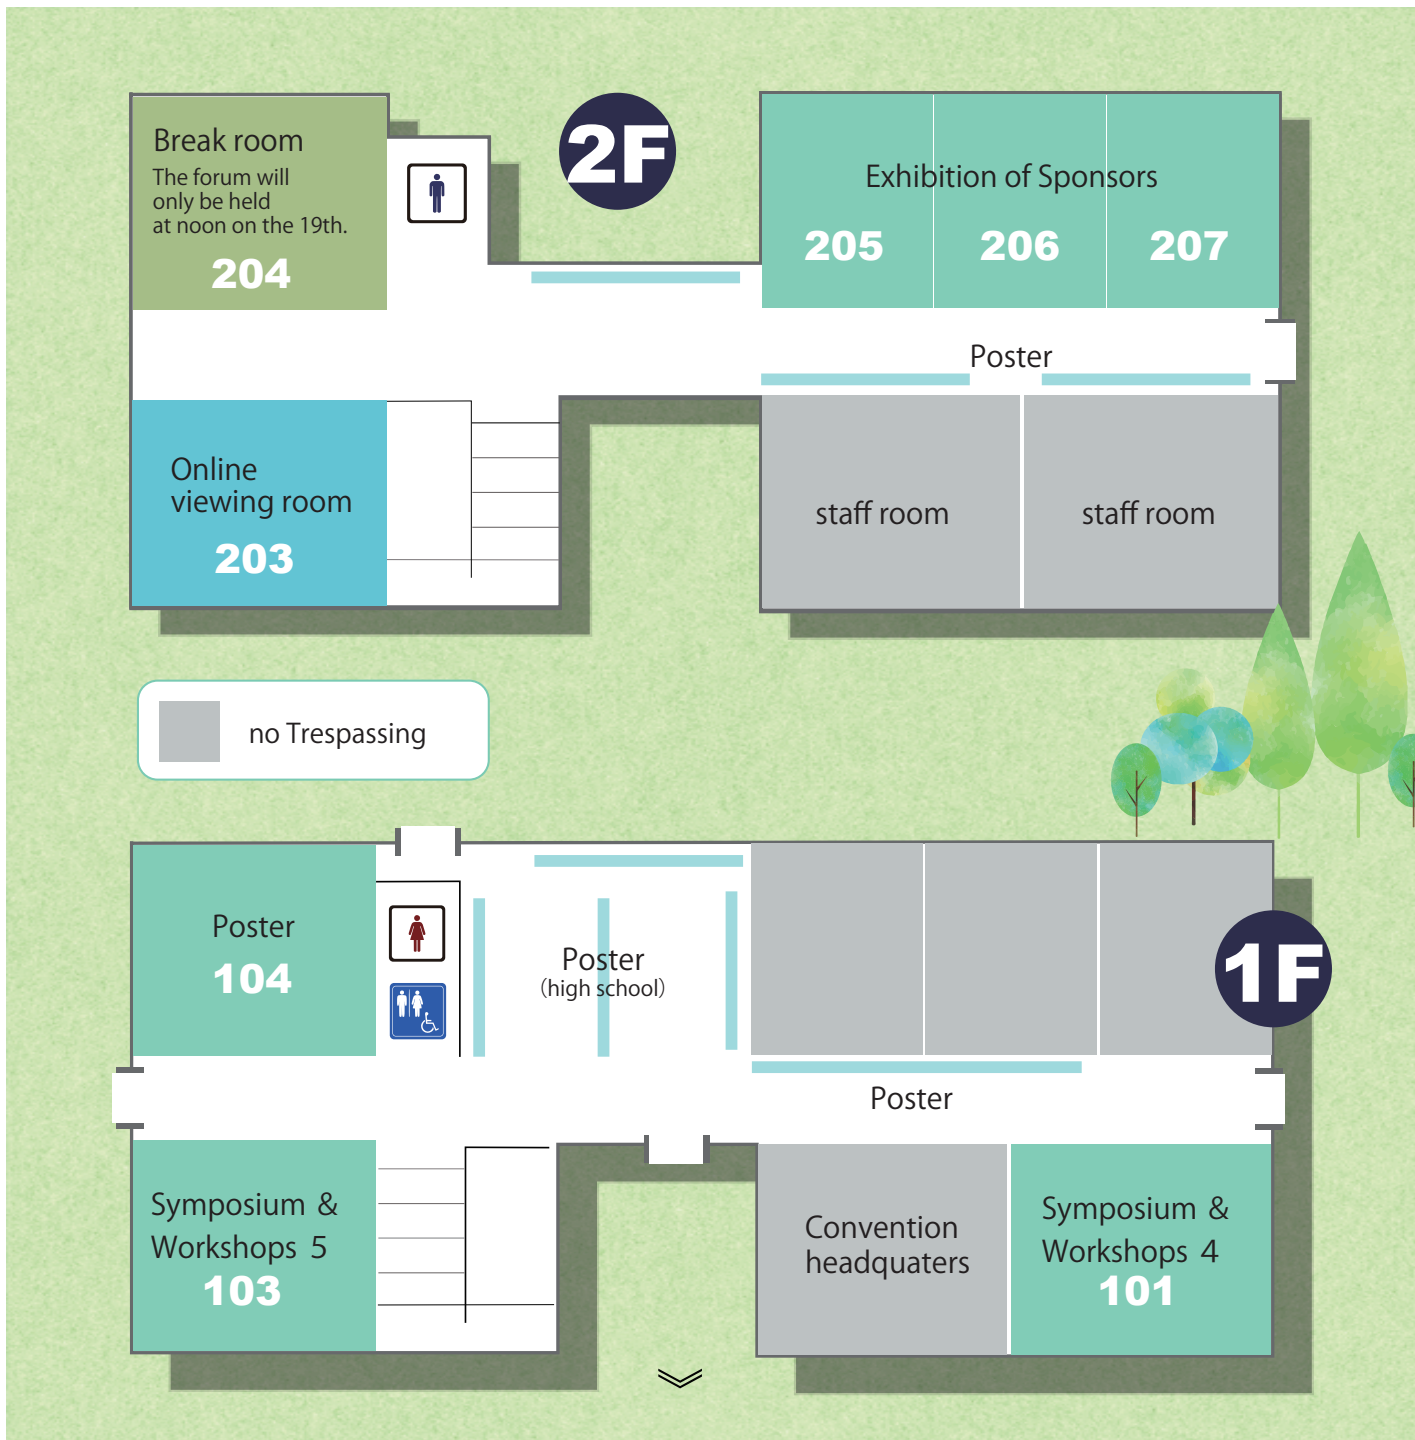 2F
Break room
The forum will
only be held
at noon on the 19th.
204
Exhibition of Sponsors
205
206
207
Poster
Online
viewing room
203
staff room
staff room
no Trespassing
1F
Poster
104
Poster
(high school)
Poster
Symposium &
Workshops 5
103
Convention
headquaters
Symposium &
Workshops 4
101